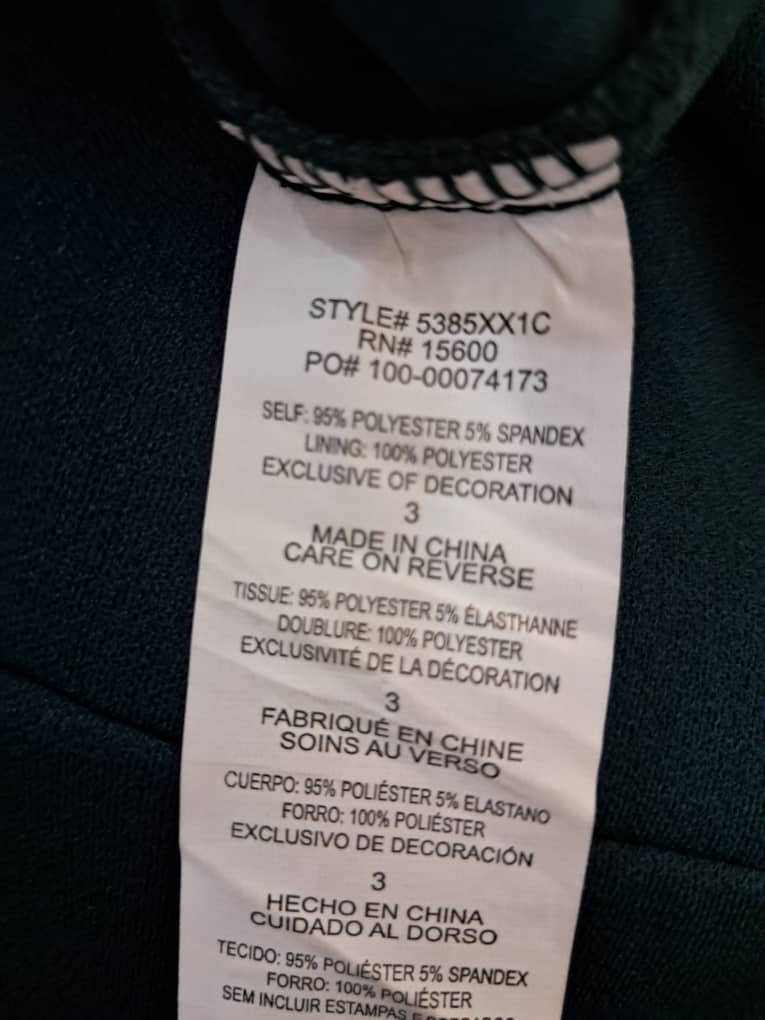 STYLE# 5385XX1C
RN# 15600
PO# 100-00074173
SELF: 95% POLYESTER 5% SPANDEX
LINING: 100% POLYESTER
EXCLUSIVE OF DECORATION
3
MADE IN CHINA
CARE ON REVERSE
TISSUE: 95% POLYESTER 5% ÉLASTHANNE
DOUBLURE: 100% POLYESTER
EXCLUSIVITÉ DE LA DÉCORATION
3
FABRIQUÉ EN CHINE
SOINS AU VERSO
CUERPO: 95% POLIÉSTER 5% ELASTANO
FORRO: 100% POLIÉSTER
EXCLUSIVO DE DECORACIÓN
3
HECHO EN CHINA
CUIDADO AL DORSO
TECIDO: 95% POLIÉSTER 5% SPANDEX
FORRO: 100% POLIÉSTER
SEM INCLUIR ESTAMPAS E